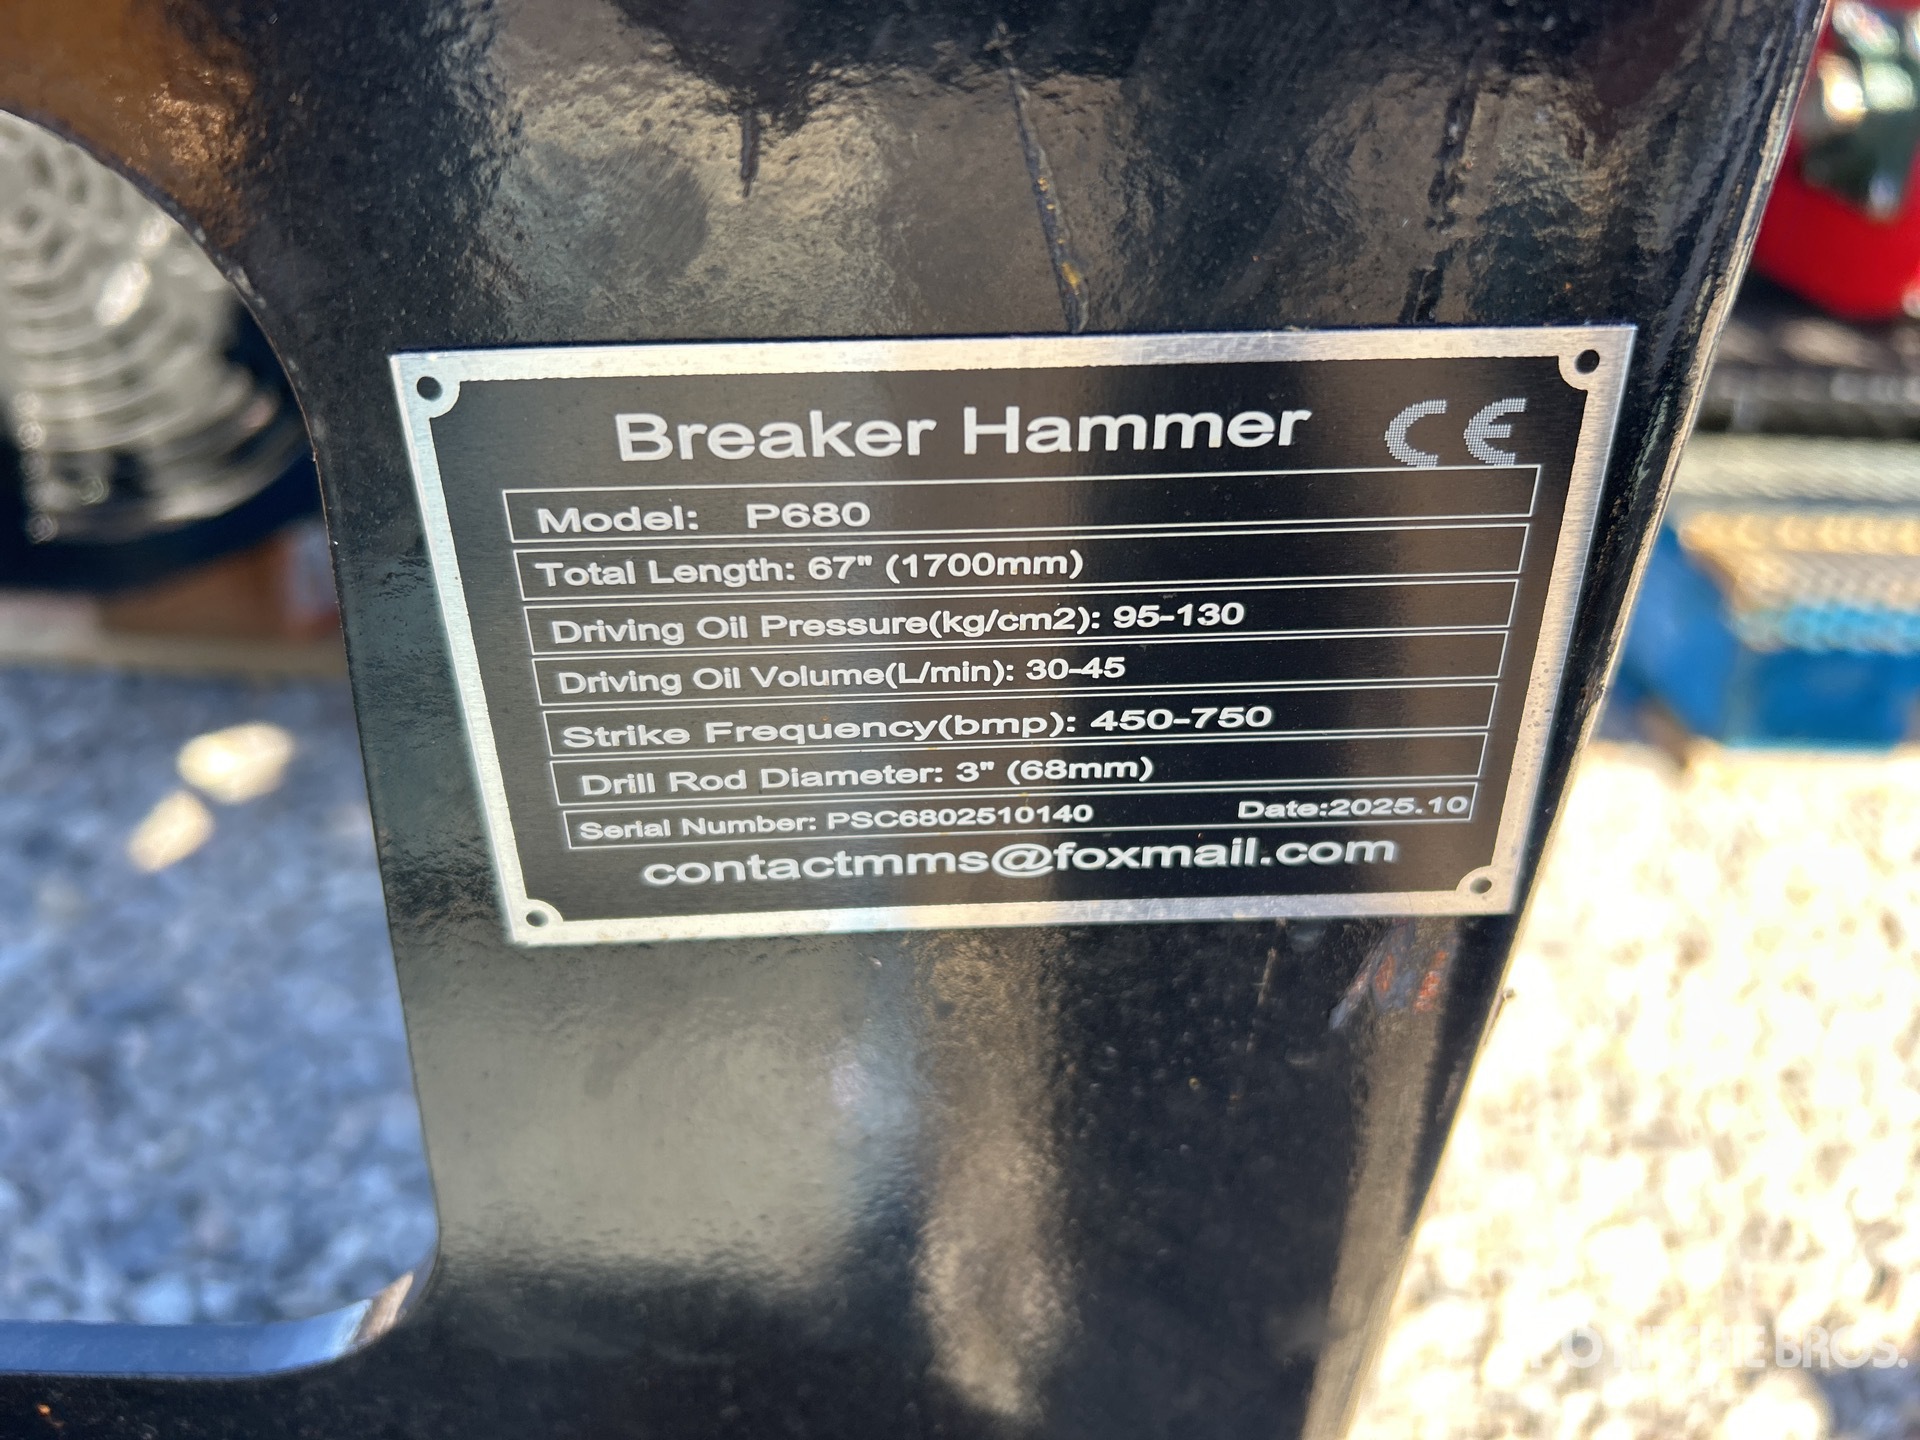 Breaker Hammer CE
Model: P680
Total Length: 67" (1700mm)
Driving Oil Pressure(kg/cm2): 95-130
Driving Oil Volume(L/min): 30-45
Strike Frequency(bmp): 450-750
Drill Rod Diameter: 3" (68mm)
Serial Number: PSC6802510140 Date:2025.10
contactmms@foxmail.com
RITCHIE BROS.